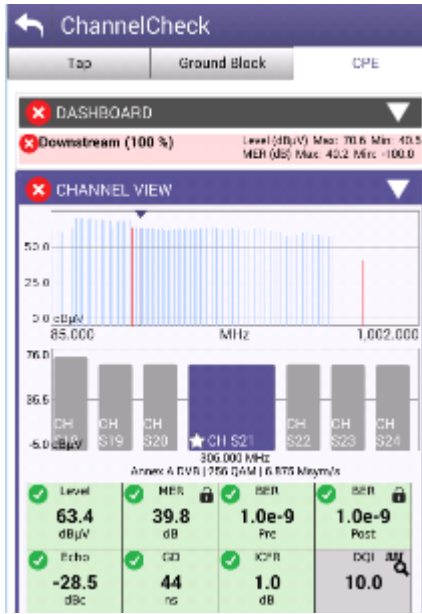 ChannelCheck
Tap Ground Block CPE
DASHBOARD
Downstream (100 %) Level (dBµV) Max: 70.6 Min: 40.5
MER (dB) Max: 40.2 Min: -100.0
CHANNEL VIEW
50.0
25.0
0.0 dBµV
85.000 MHz 1,002.000
76.0
36.5
CH CH CH CH CH CH
-5.0 dBµV S19 S20 CH S21 S22 S23 S24
306.000 MHz
Annex A DVB | 256 QAM | 6.875 Msym/s
Level MER BER BER
63.4 39.8 1.0e-9 1.0e-9
dBµV dB Pre Post
Echo GD ICFR DQI
-28.5 44 1.0 10.0
dBc ns dB